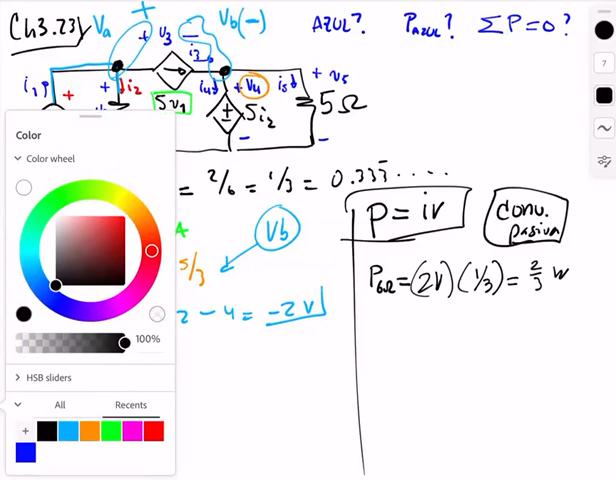 Ch3.23) Va + Vb(-) AZUL? PAZUL? ΣP=0?
+ v3 - i3
i1 + i2 + i4 + V4 i5 + v5
5v1 ± 5i2 5Ω
- -
Color
Color wheel
100%
HSB sliders
All Recents
+
7
= 2/6 = 1/3 = 0.333....
P = iv Conv. pasiva
A Vb
5/3 P6Ω = (2V)(1/3) = 2/3 W
2 - 4 = -2 V